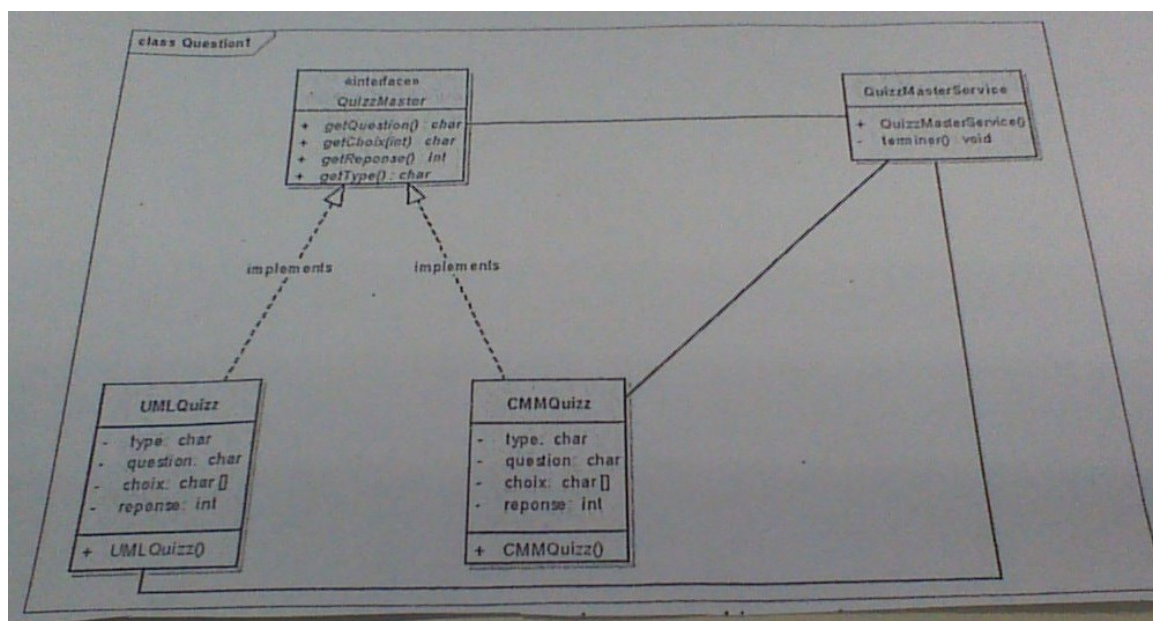 class Question1
«interface»
QuizzMaster
+ getQuestion() : char
+ getChoix(int) : char
+ getReponse() : int
+ getType() : char
QuizzMasterService
+ QuizzMasterService()
- terminer() : void
implements
implements
UMLQuizz
- type: char
- question: char
- choix: char []
- reponse: int
+ UMLQuizz()
CMMQuizz
- type: char
- question: char
- choix: char []
- reponse: int
+ CMMQuizz()